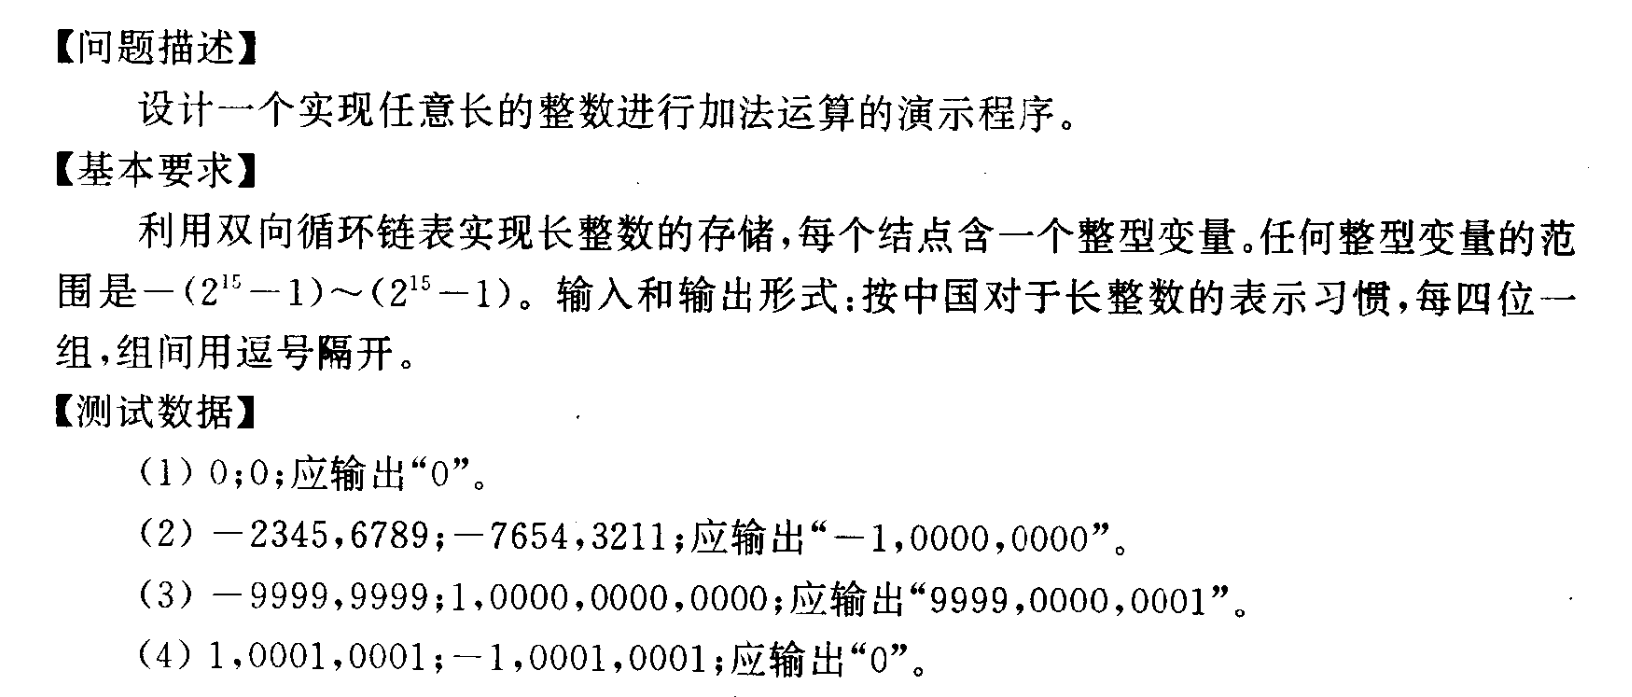 【问题描述】
设计一个实现任意长的整数进行加法运算的演示程序。
【基本要求】
利用双向循环链表实现长整数的存储,每个结点含一个整型变量。任何整型变量的范
围是－(2¹⁵－1)～(2¹⁵－1)。输入和输出形式:按中国对于长整数的表示习惯,每四位一
组,组间用逗号隔开。
【测试数据】
(1) 0;0;应输出“0”。
(2) －2345,6789;－7654,3211;应输出“－1,0000,0000”。
(3) －9999,9999;1,0000,0000,0000;应输出“9999,0000,0001”。
(4) 1,0001,0001;－1,0001,0001;应输出“0”。